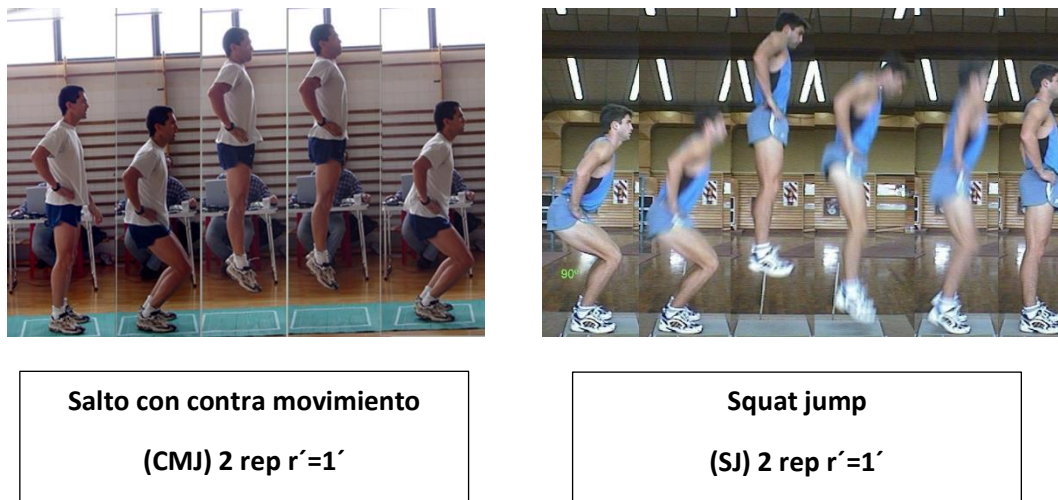 90º
Salto con contra movimiento
(CMJ) 2 rep r´=1´
Squat jump
(SJ) 2 rep r´=1´